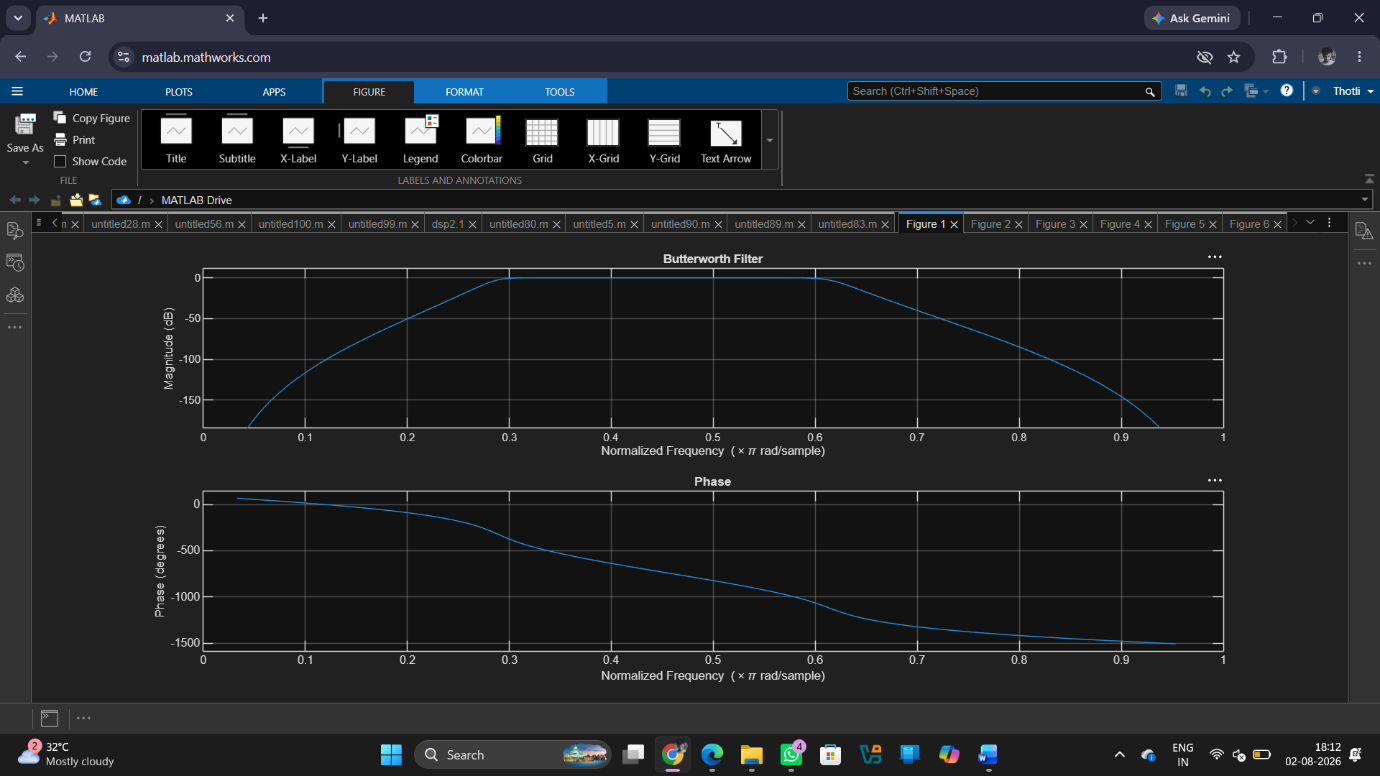 MATLAB
Ask Gemini
matlab.mathworks.com
HOME PLOTS APPS FIGURE FORMAT TOOLS
Search (Ctrl+Shift+Space)
Thotli
Save As
Copy Figure
Print
Show Code
FILE
Title Subtitle X-Label Y-Label Legend Colorbar Grid X-Grid Y-Grid Text Arrow
LABELS AND ANNOTATIONS
/ > MATLAB Drive
untitled28.m untitled56.m untitled100.m untitled99.m dsp2.1 untitled80.m untitled5.m untitled90.m untitled89.m untitled83.m Figure 1 Figure 2 Figure 3 Figure 4 Figure 5 Figure 6
Butterworth Filter
Magnitude (dB)
0
-50
-100
-150
0 0.1 0.2 0.3 0.4 0.5 0.6 0.7 0.8 0.9 1
Normalized Frequency (× π rad/sample)
Phase
Phase (degrees)
0
-500
-1000
-1500
0 0.1 0.2 0.3 0.4 0.5 0.6 0.7 0.8 0.9 1
Normalized Frequency (× π rad/sample)
2
32°C
Mostly cloudy
Search
4
ENG
IN
18:12
02-08-2026